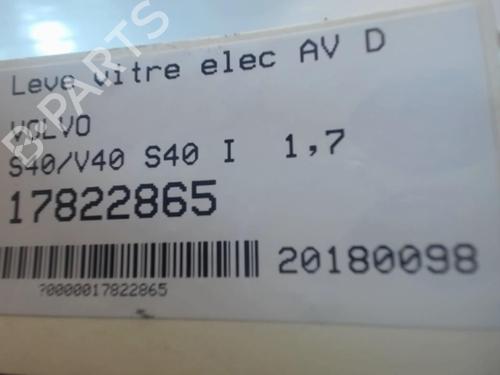 Leve vitre elec AV D
VOLVO
S40/V40 S40 I 1,7
17822865
20180098
?0000017822865
B-PARTS